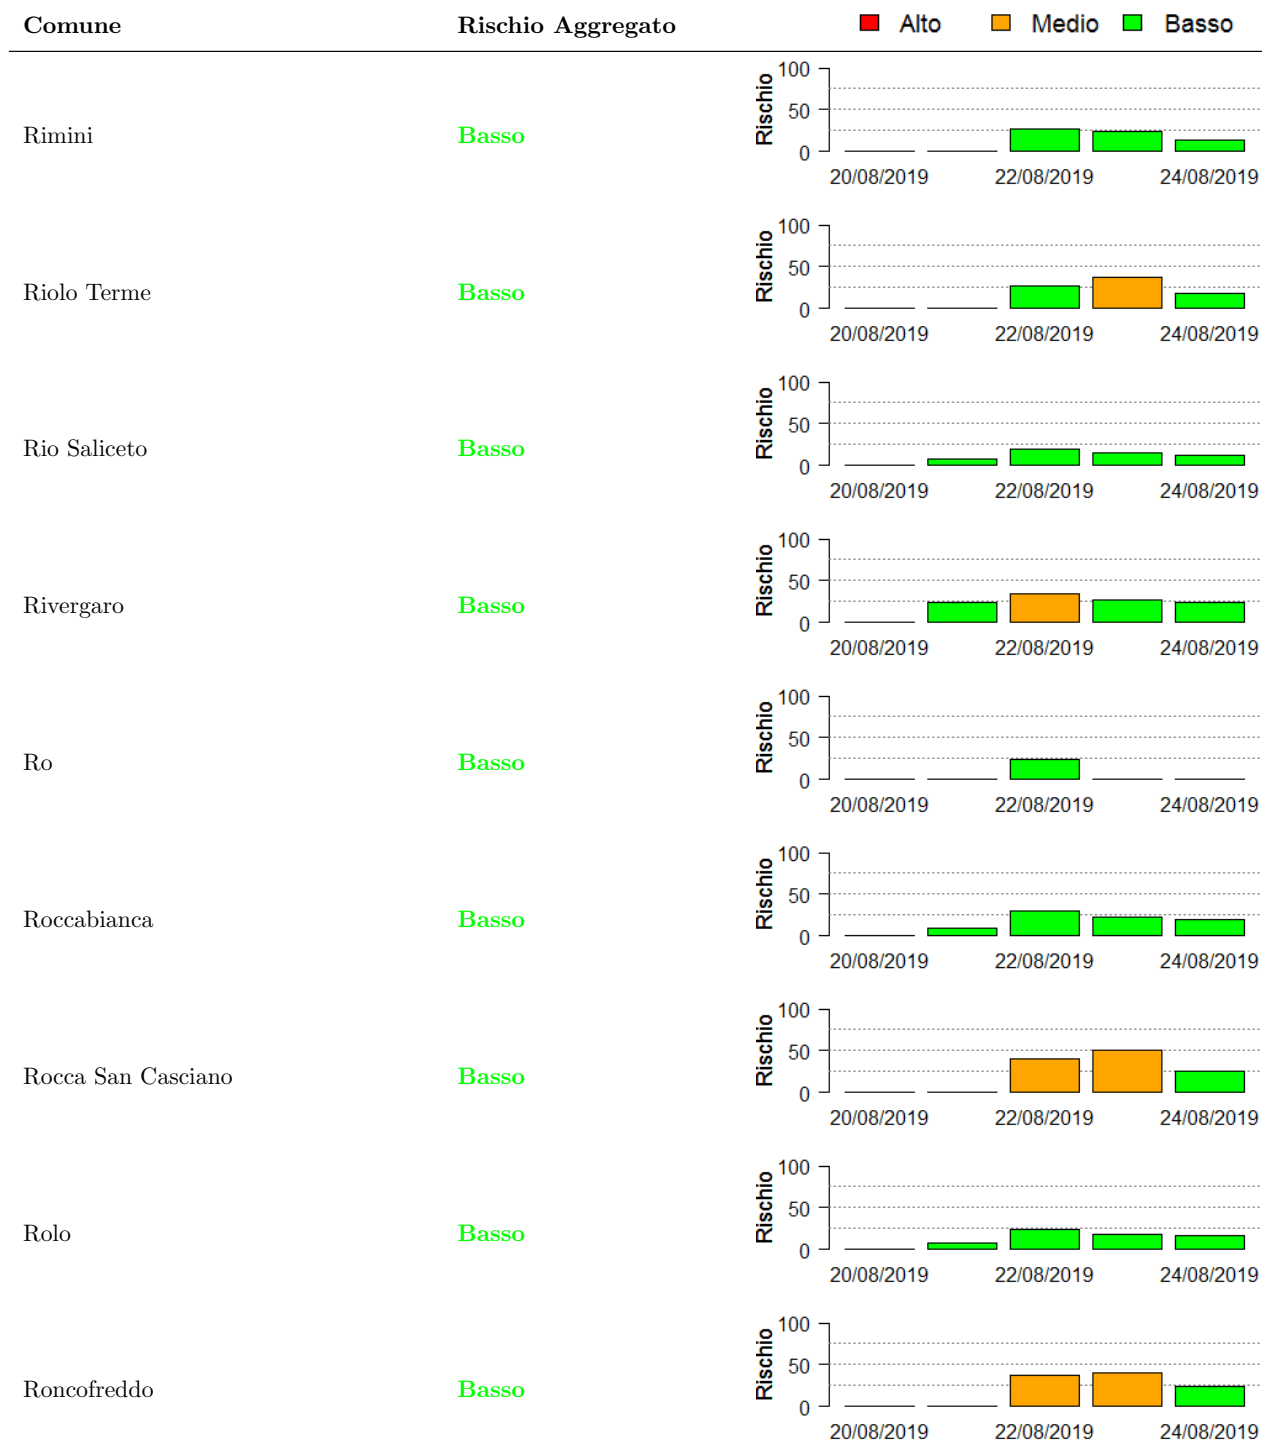 Comune Rischio Aggregato Alto Medio Basso
100
50
0
Rischio
Rimini Basso
20/08/2019 22/08/2019 24/08/2019
100
50
0
Rischio
Riolo Terme Basso
20/08/2019 22/08/2019 24/08/2019
100
50
0
Rischio
Rio Saliceto Basso
20/08/2019 22/08/2019 24/08/2019
100
50
0
Rischio
Rivergaro Basso
20/08/2019 22/08/2019 24/08/2019
100
50
0
Rischio
Ro Basso
20/08/2019 22/08/2019 24/08/2019
100
50
0
Rischio
Roccabianca Basso
20/08/2019 22/08/2019 24/08/2019
100
50
0
Rischio
Rocca San Casciano Basso
20/08/2019 22/08/2019 24/08/2019
100
50
0
Rischio
Rolo Basso
20/08/2019 22/08/2019 24/08/2019
100
50
0
Rischio
Roncofreddo Basso
20/08/2019 22/08/2019 24/08/2019